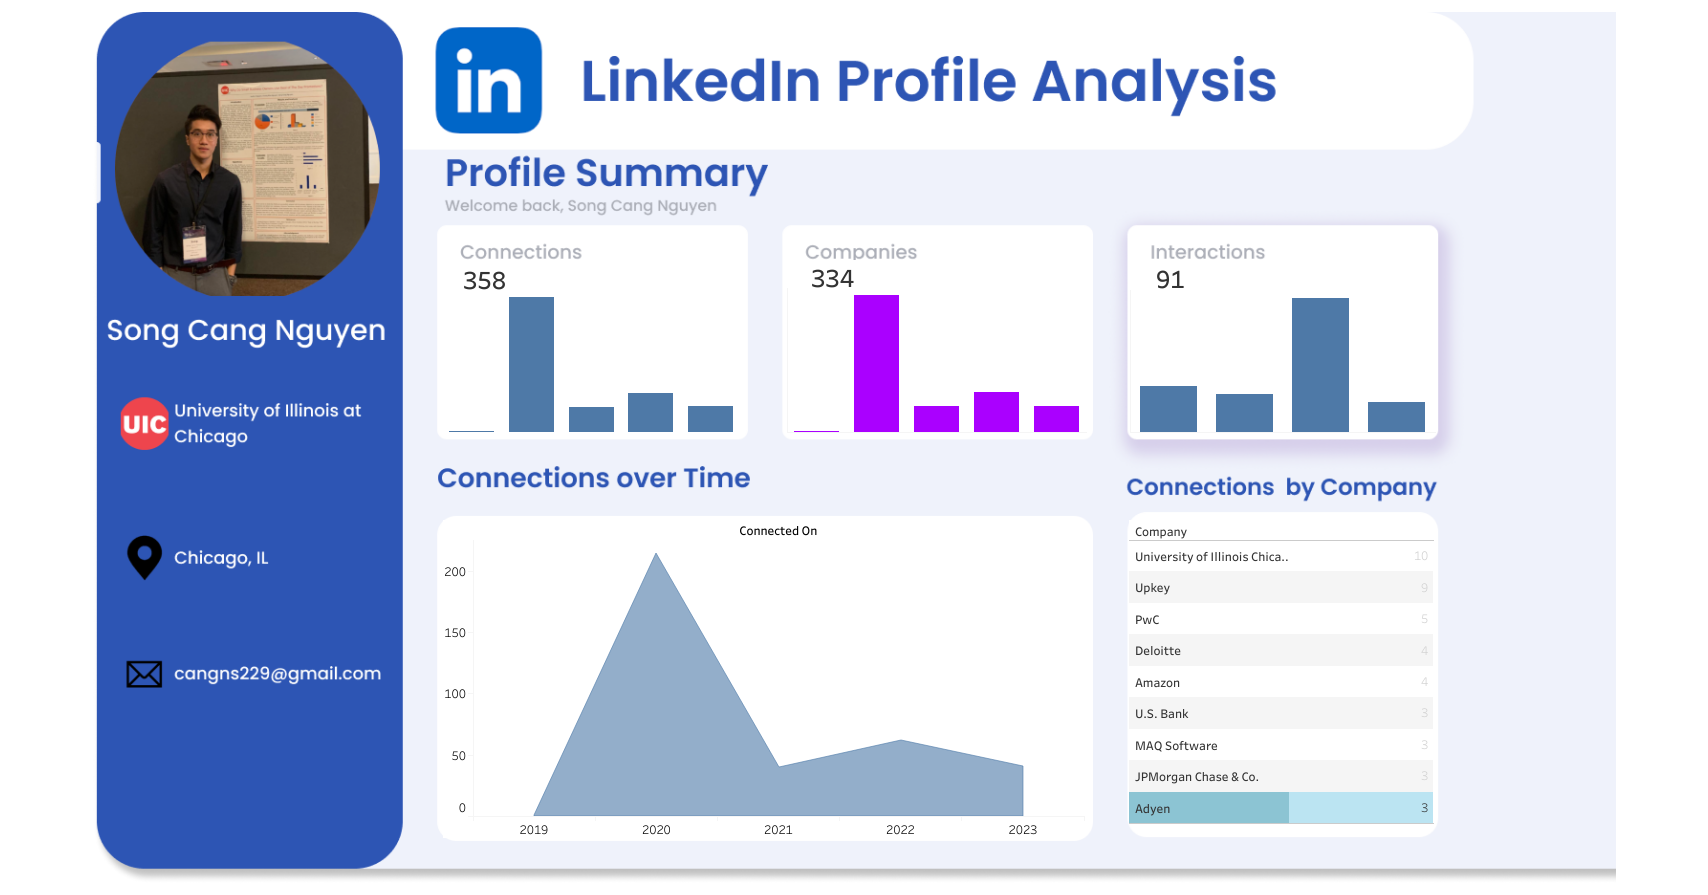 in
LinkedIn Profile Analysis
Profile Summary
Welcome back, Song Cang Nguyen
Song Cang Nguyen
UIC
University of Illinois at
Chicago
Chicago, IL
cangns229@gmail.com
Connections
358
Companies
334
Interactions
91
Connections over Time
Connected On
200
150
100
50
0
2019
2020
2021
2022
2023
Connections by Company
Company
University of Illinois Chica.. 10
Upkey 9
PwC 5
Deloitte 4
Amazon 4
U.S. Bank 3
MAQ Software 3
JPMorgan Chase & Co. 3
Adyen 3